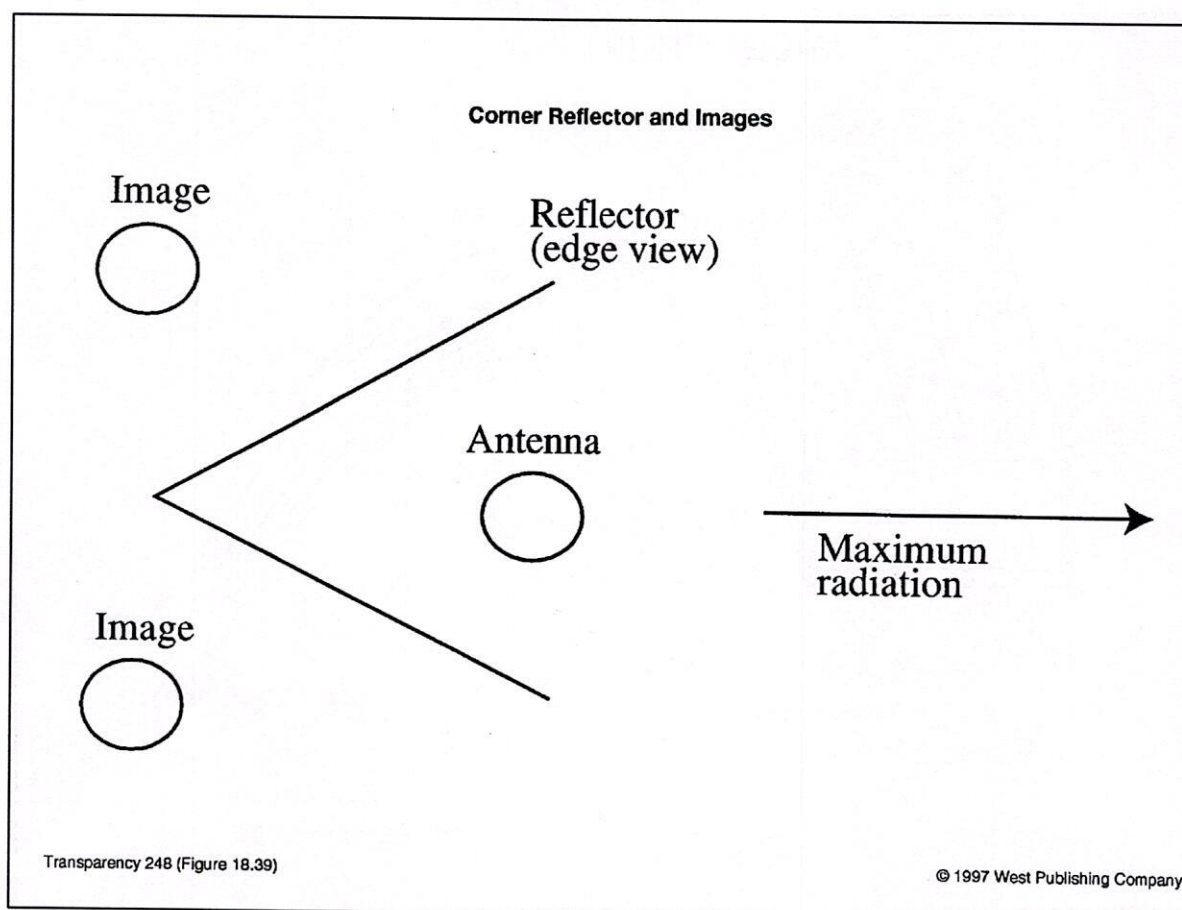 Corner Reflector and Images
Image
Reflector
(edge view)
Antenna
Maximum
radiation
Image
Transparency 248 (Figure 18.39)
© 1997 West Publishing Company